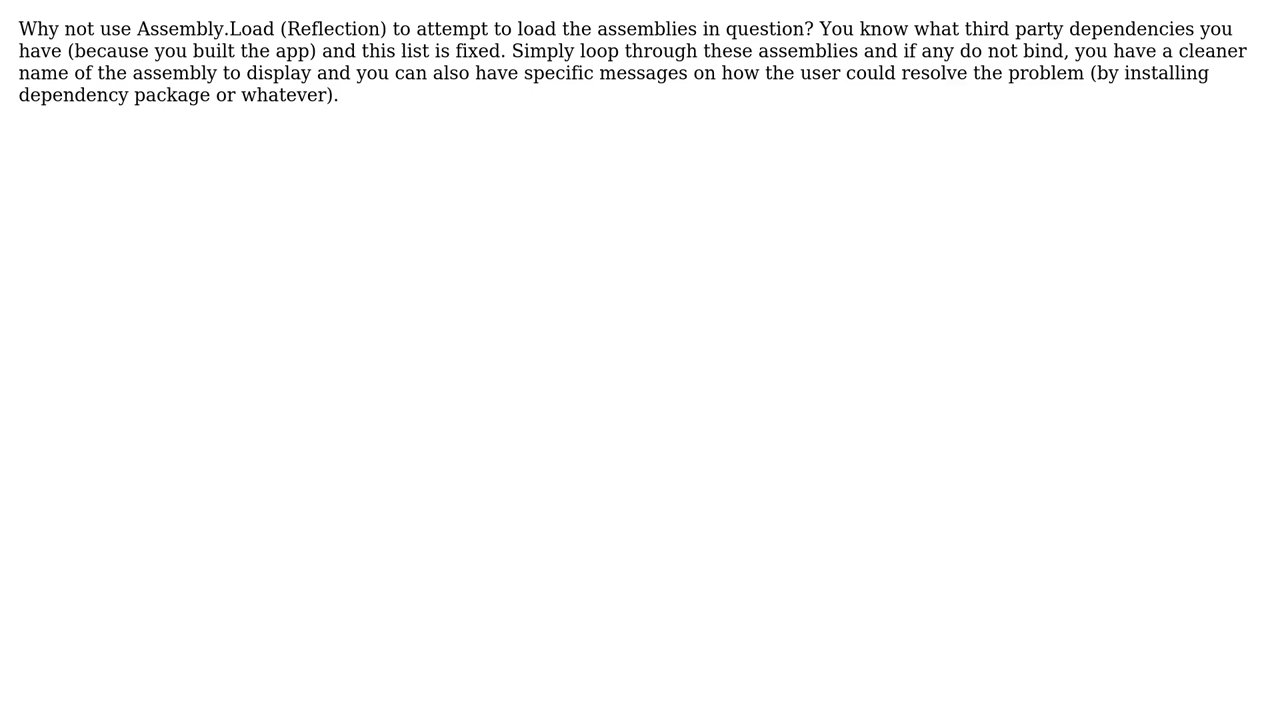 Why not use Assembly.Load (Reflection) to attempt to load the assemblies in question? You know what third party dependencies you
have (because you built the app) and this list is fixed. Simply loop through these assemblies and if any do not bind, you have a cleaner
name of the assembly to display and you can also have specific messages on how the user could resolve the problem (by installing
dependency package or whatever).